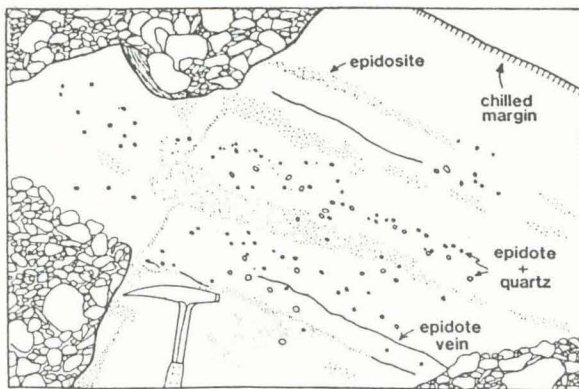 epidosite
chilled
margin
epidote
+
quartz
epidote
vein